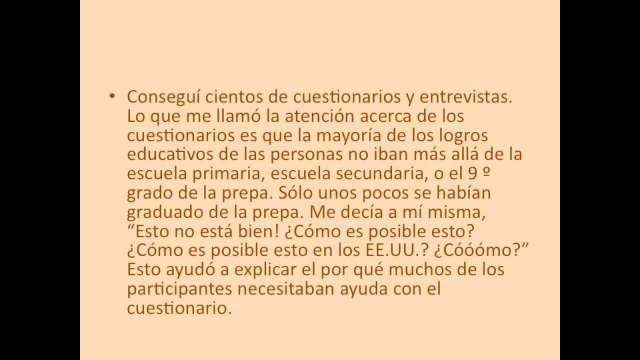 • Conseguí cientos de cuestionarios y entrevistas.
Lo que me llamó la atención acerca de los
cuestionarios es que la mayoría de los logros
educativos de las personas no iban más allá de la
escuela primaria, escuela secundaria, o el 9 º
grado de la prepa. Sólo unos pocos se habían
graduado de la prepa. Me decía a mí misma,
“Esto no está bien! ¿Cómo es posible esto?
¿Cómo es posible esto en los EE.UU.? ¿Cóóómo?”
Esto ayudó a explicar el por qué muchos de los
participantes necesitaban ayuda con el
cuestionario.